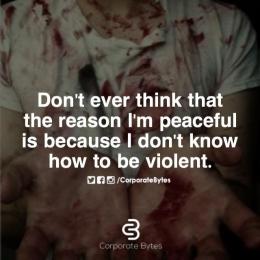 Don't ever think that
the reason I'm peaceful
is because I don't know
how to be violent.
/CorporateBytes
Corporate Bytes